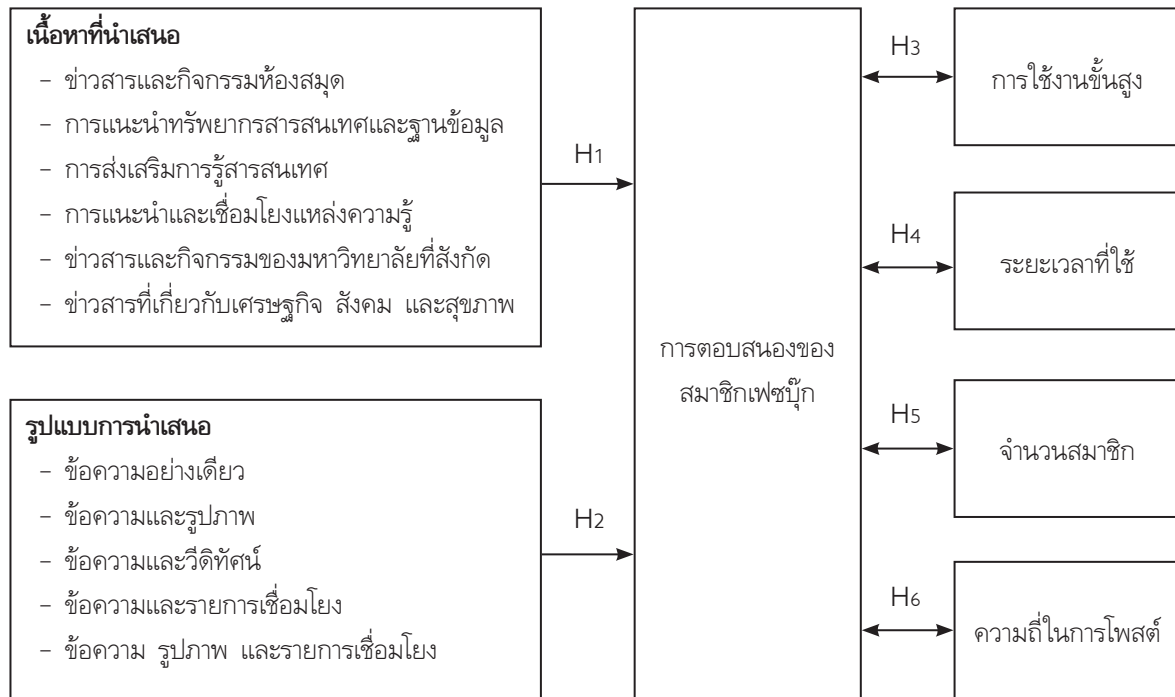 เนื้อหาที่นำเสนอ
- ข่าวสารและกิจกรรมห้องสมุด
- การแนะนำทรัพยากรสารสนเทศและฐานข้อมูล
- การส่งเสริมการรู้สารสนเทศ
- การแนะนำและเชื่อมโยงแหล่งความรู้
- ข่าวสารและกิจกรรมของมหาวิทยาลัยที่สังกัด
- ข่าวสารที่เกี่ยวกับเศรษฐกิจ สังคม และสุขภาพ
H1
รูปแบบการนำเสนอ
- ข้อความอย่างเดียว
- ข้อความและรูปภาพ
- ข้อความและวีดิทัศน์
- ข้อความและรายการเชื่อมโยง
- ข้อความ รูปภาพ และรายการเชื่อมโยง
H2
การตอบสนองของ
สมาชิกเฟซบุ๊ก
H3
การใช้งานขั้นสูง
H4
ระยะเวลาที่ใช้
H5
จำนวนสมาชิก
H6
ความถี่ในการโพสต์